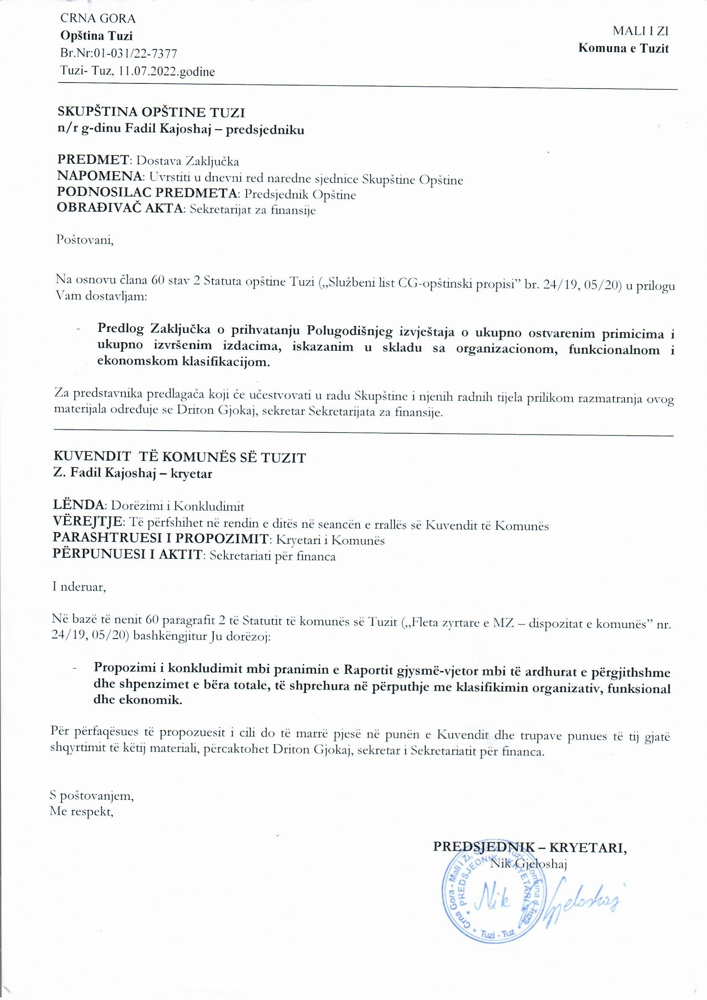 CRNA GORA
Opština Tuzi
Br.Nr:01-031/22-7377
Tuzi- Tuz, 11.07.2022.godine
MALI I ZI
Komuna e Tuzit
SKUPŠTINA OPŠTINE TUZI
n/r g-dinu Fadil Kajoshaj – predsjedniku
PREDMET: Dostava Zaključka
NAPOMENA: Uvrstiti u dnevni red naredne sjednice Skupštine Opštine
PODNOSILAC PREDMETA: Predsjednik Opštine
OBRAĐIVAČ AKTA: Sekretarijat za finansije
Poštovani,
Na osnovu člana 60 stav 2 Statuta opštine Tuzi („Službeni list CG-opštinski propisi” br. 24/19, 05/20) u prilogu
Vam dostavljam:
- Predlog Zaključka o prihvatanju Polugodišnjeg izvještaja o ukupno ostvarenim primicima i
ukupno izvršenim izdacima, iskazanim u skladu sa organizacionom, funkcionalnom i
ekonomskom klasifikacijom.
Za predstavnika predlagača koji će učestvovati u radu Skupštine i njenih radnih tijela prilikom razmatranja ovog
materijala određuje se Driton Gjokaj, sekretar Sekretarijata za finansije.
KUVENDIT TË KOMUNËS SË TUZIT
Z. Fadil Kajoshaj – kryetar
LËNDA: Dorëzimi i Konkludimit
VËREJTJE: Të përfshihet në rendin e ditës në seancën e rrallës së Kuvendit të Komunës
PARASHTRUESI I PROPOZIMIT: Kryetari i Komunës
PËRPUNUESI I AKTIT: Sekretariati për financa
I nderuar,
Në bazë të nenit 60 paragrafit 2 të Statutit të komunës së Tuzit („Fleta zyrtare e MZ – dispozitat e komunës” nr.
24/19, 05/20) bashkëngjitur Ju dorëzoj:
- Propozimi i konkludimit mbi pranimin e Raportit gjysmë-vjetor mbi të ardhurat e përgjithshme
dhe shpenzimet e bëra totale, të shprehura në përputhje me klasifikimin organizativ, funksional
dhe ekonomik.
Për përfaqësues të propozuesit i cili do të marrë pjesë në punën e Kuvendit dhe trupave punues të tij gjatë
shqyrtimit të këtij materiali, përcaktohet Driton Gjokaj, sekretar i Sekretariatit për financa.
S poštovanjem,
Me respekt,
PREDSJEDNIK – KRYETARI,
Nik Gjeloshaj
Crna Gora - Mali i Zi, Opština Tuzi - Komuna e Tuzit
PREDSJEDNIK - KRYETARI
Tuzi - Tuz
Nik Gjeloshaj